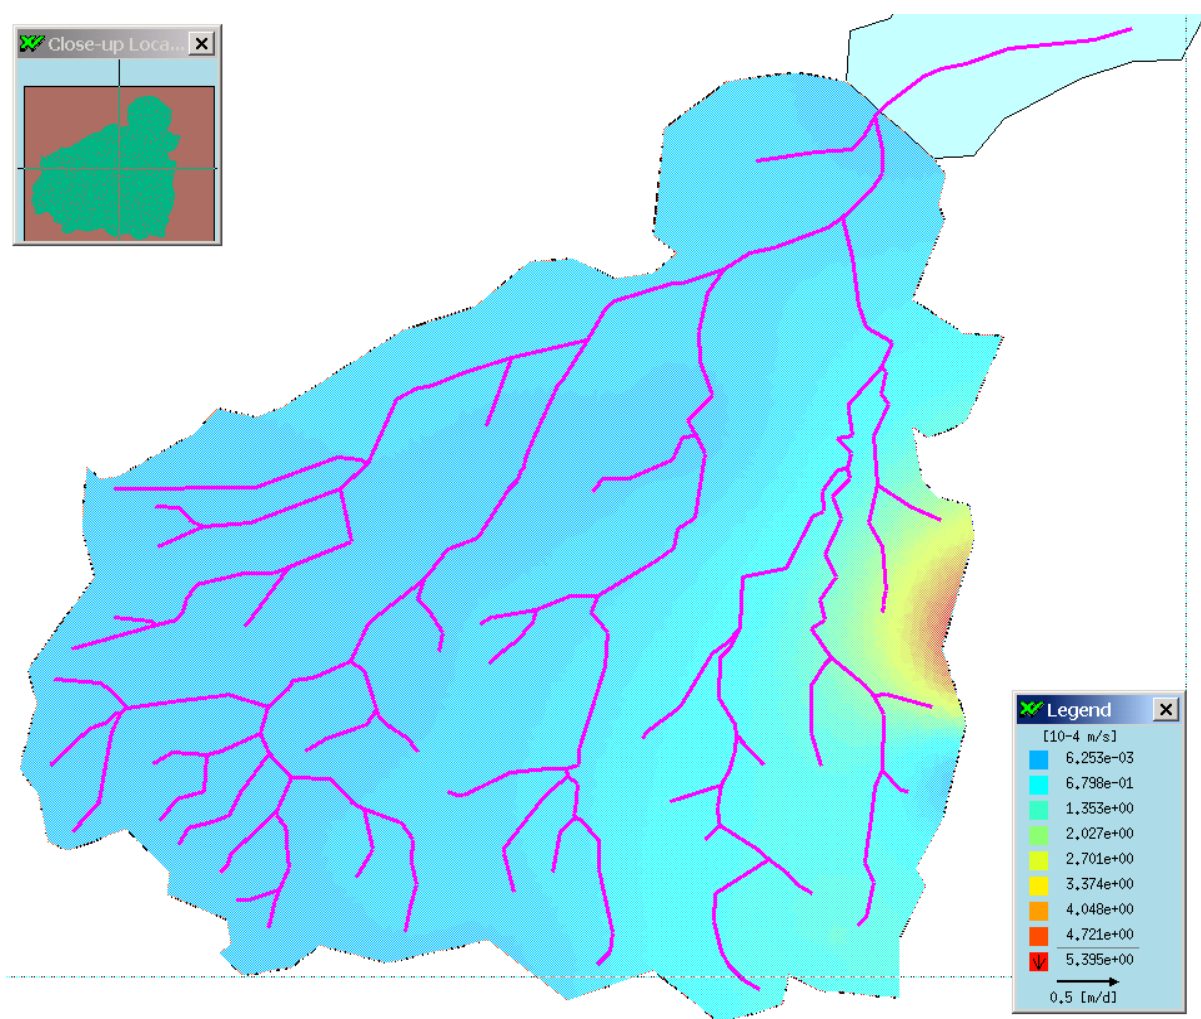 Close-up Loca...
Legend
[10-4 m/s]
6.253e-03
6.798e-01
1.353e+00
2.027e+00
2.701e+00
3.374e+00
4.048e+00
4.721e+00
5.395e+00
0.5 [m/d]